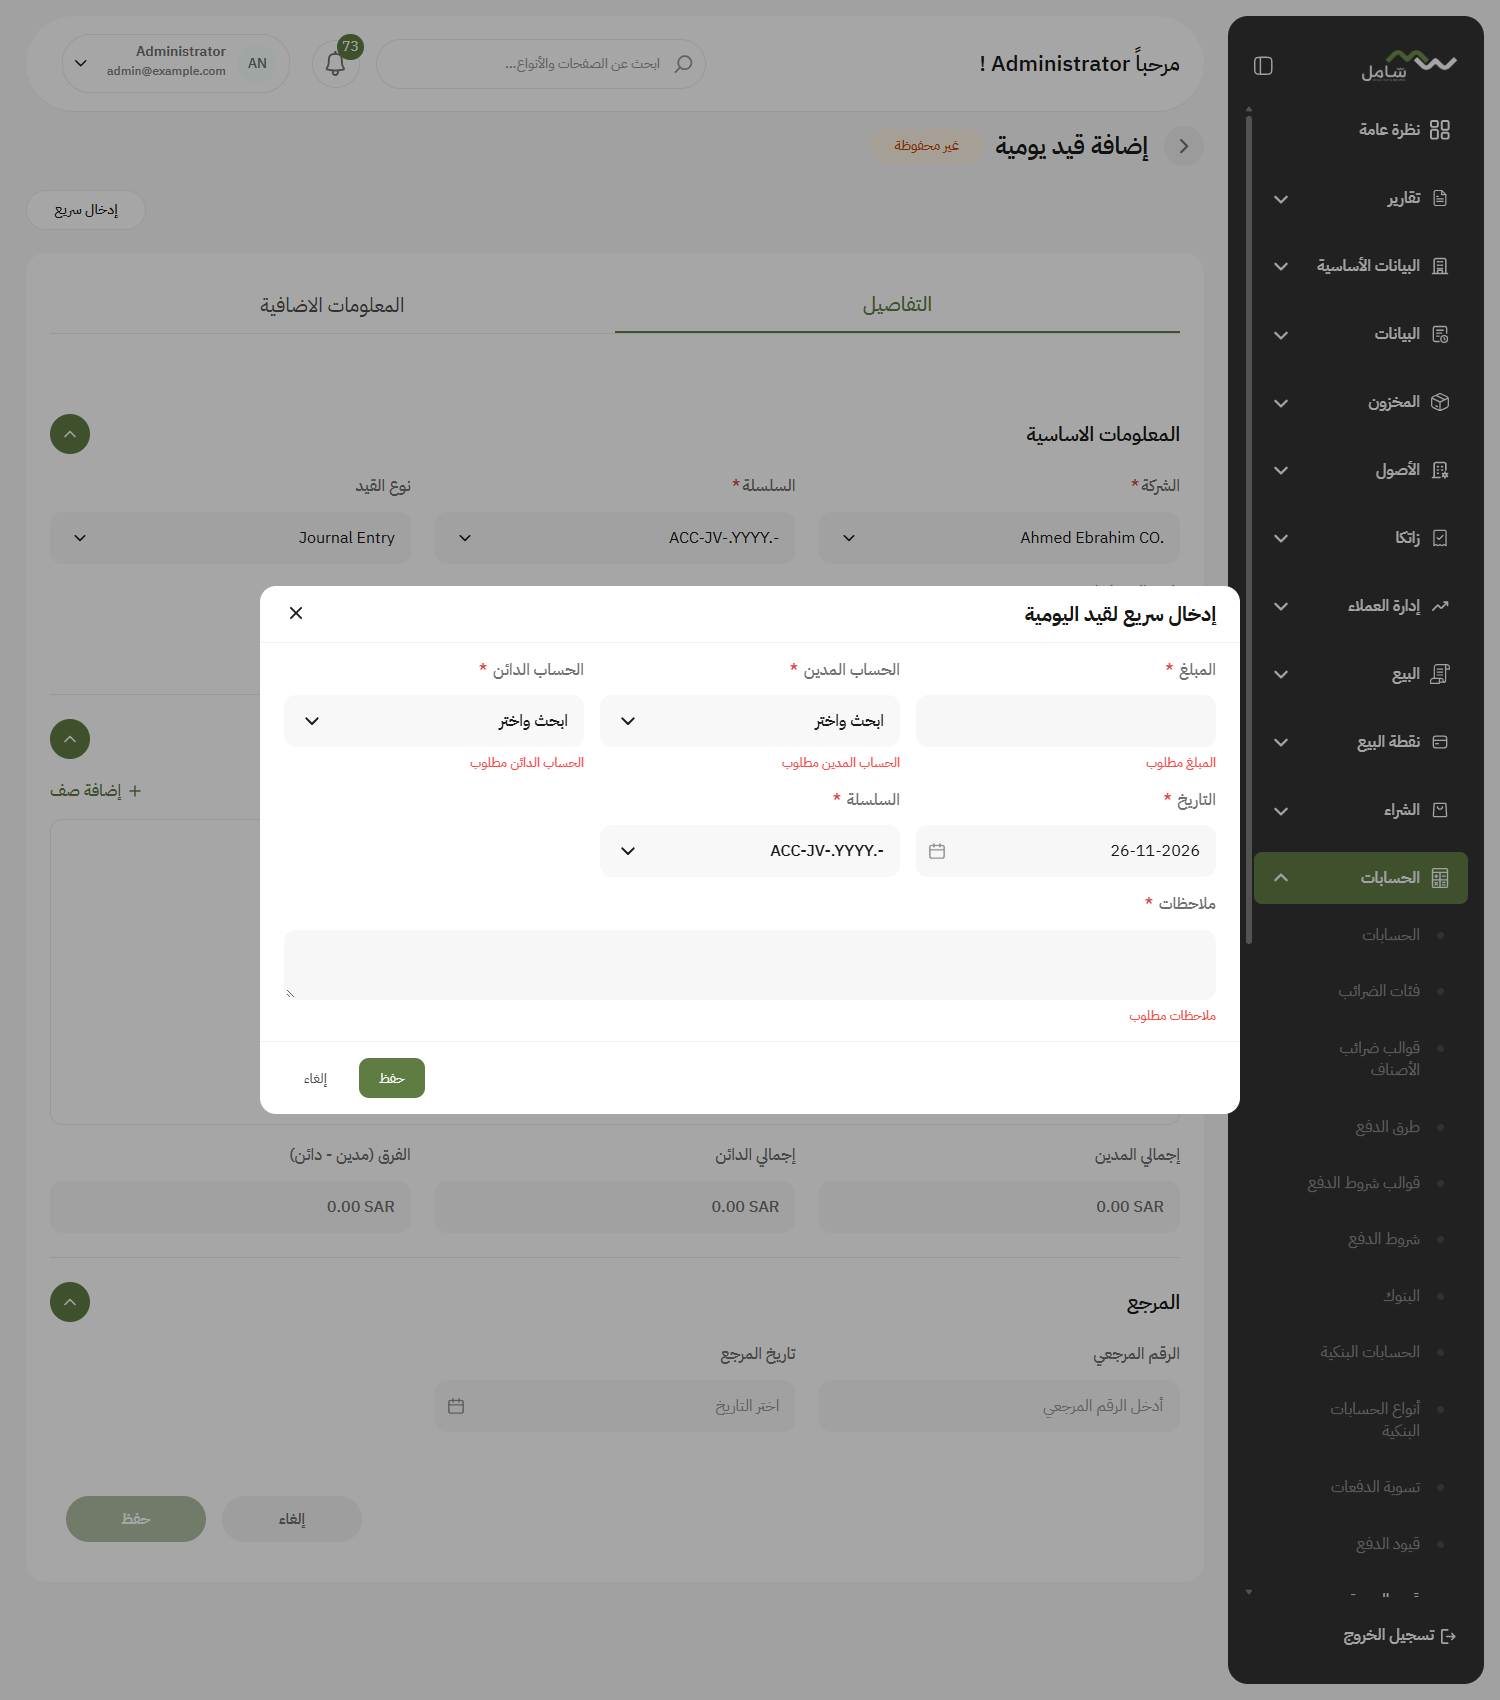 شامل
نظرة عامة
تقارير
البيانات الأساسية
البيانات
المخزون
الأصول
زاتكا
إدارة العملاء
البيع
نقطة البيع
الشراء
الحسابات
الحسابات
فئات الضرائب
قوالب ضرائب
الأصناف
طرق الدفع
قوالب شروط الدفع
شروط الدفع
البنوك
الحسابات البنكية
أنواع الحسابات
البنكية
تسوية الدفعات
قيود الدفع
تسجيل الخروج
مرحباً Administrator !
ابحث عن الصفحات والأنواع...
73
AN
Administrator
admin@example.com
إضافة قيد يومية
غير محفوظة
إدخال سريع
التفاصيل
المعلومات الاضافية
المعلومات الاساسية
الشركة *
السلسلة *
نوع القيد
Ahmed Ebrahim CO.
ACC-JV-.YYYY.-
Journal Entry
إدخال سريع لقيد اليومية
المبلغ *
الحساب المدين *
الحساب الدائن *
ابحث واختر
ابحث واختر
المبلغ مطلوب
الحساب المدين مطلوب
الحساب الدائن مطلوب
التاريخ *
السلسلة *
26-11-2026
ACC-JV-.YYYY.-
ملاحظات *
ملاحظات مطلوب
حفظ
إلغاء
+ إضافة صف
إجمالي المدين
إجمالي الدائن
الفرق (مدين - دائن)
0.00 SAR
0.00 SAR
0.00 SAR
المرجع
الرقم المرجعي
تاريخ المرجع
أدخل الرقم المرجعي
اختر التاريخ
إلغاء
حفظ